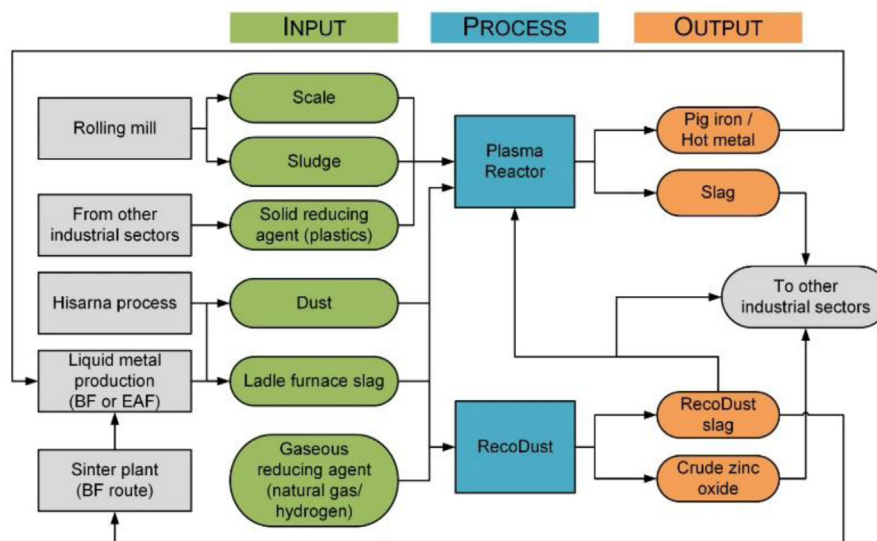 INPUT
PROCESS
OUTPUT
Rolling mill
Scale
Sludge
Plasma
Reactor
Pig iron /
Hot metal
Slag
From other
industrial sectors
Solid reducing
agent (plastics)
Hisarna process
Dust
To other
industrial sectors
Liquid metal
production
(BF or EAF)
Ladle furnace slag
RecoDust
RecoDust
slag
Sinter plant
(BF route)
Gaseous
reducing agent
(natural gas/
hydrogen)
Crude zinc
oxide